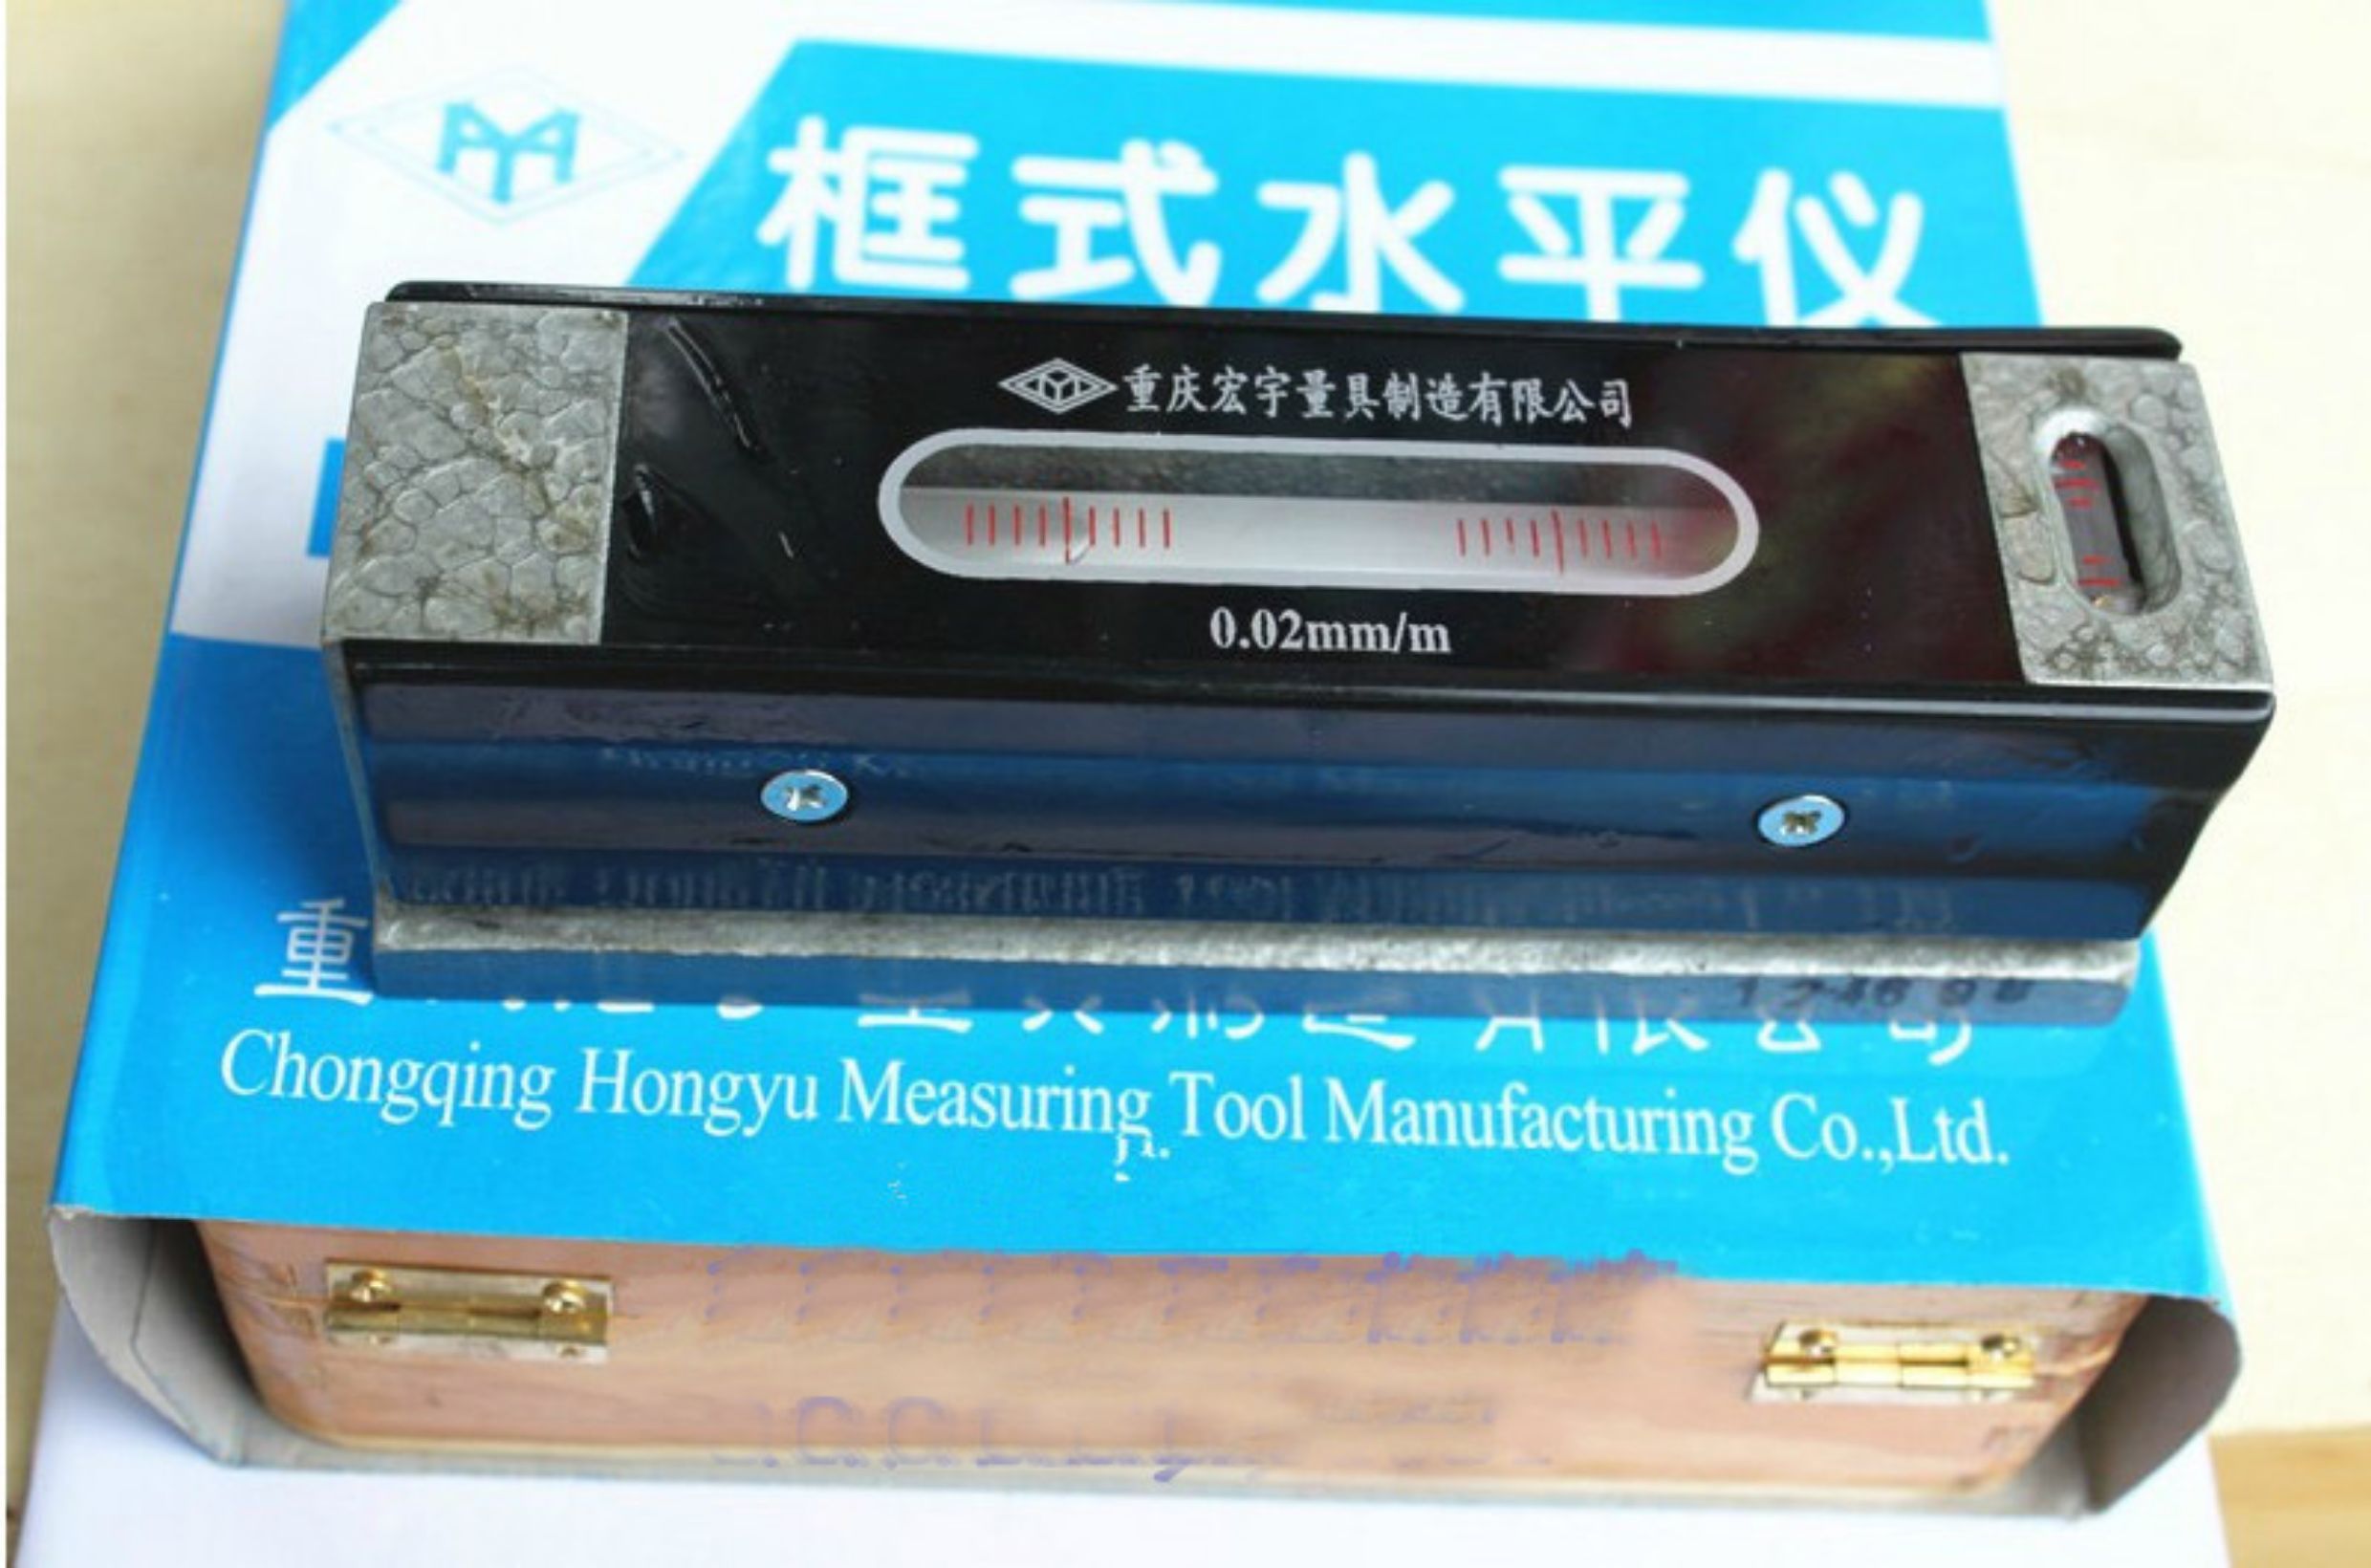 框式水平仪
重庆宏宇量具制造有限公司
0.02mm/m
重
Chongqing Hongyu Measuring Tool Manufacturing Co.,Ltd.